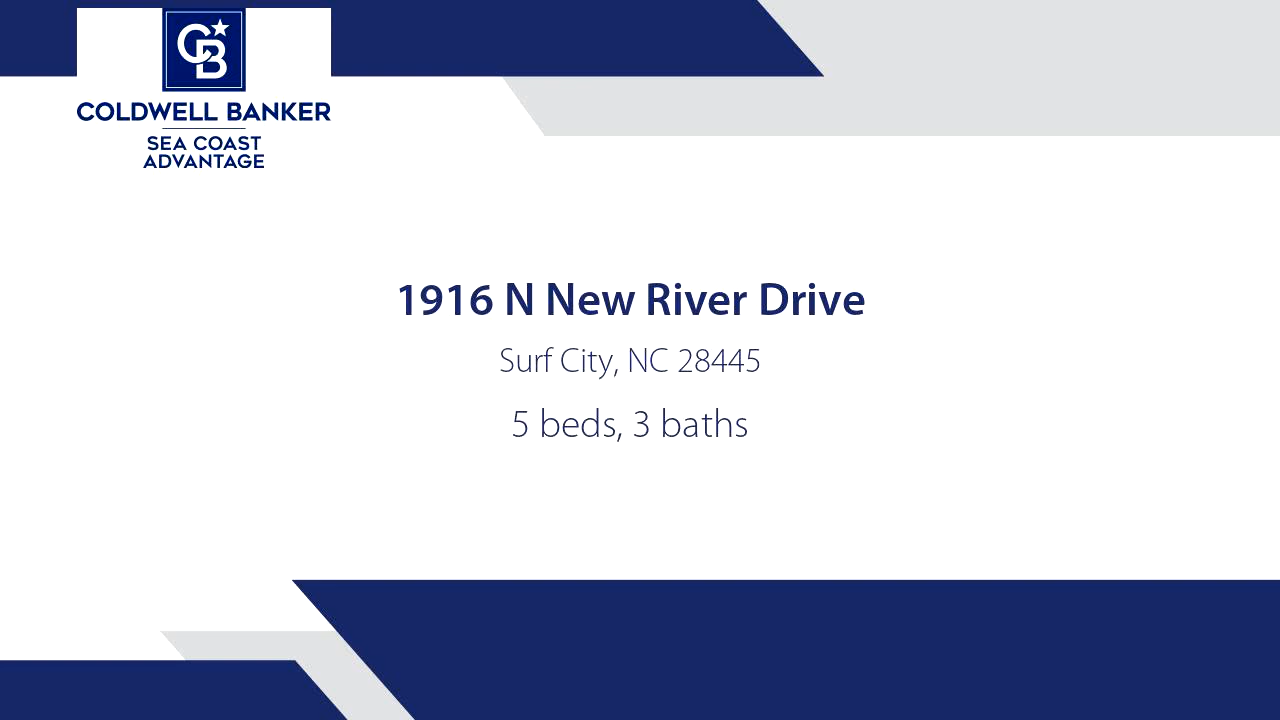 CB
COLDWELL BANKER
SEA COAST
ADVANTAGE
1916 N New River Drive
Surf City, NC 28445
5 beds, 3 baths